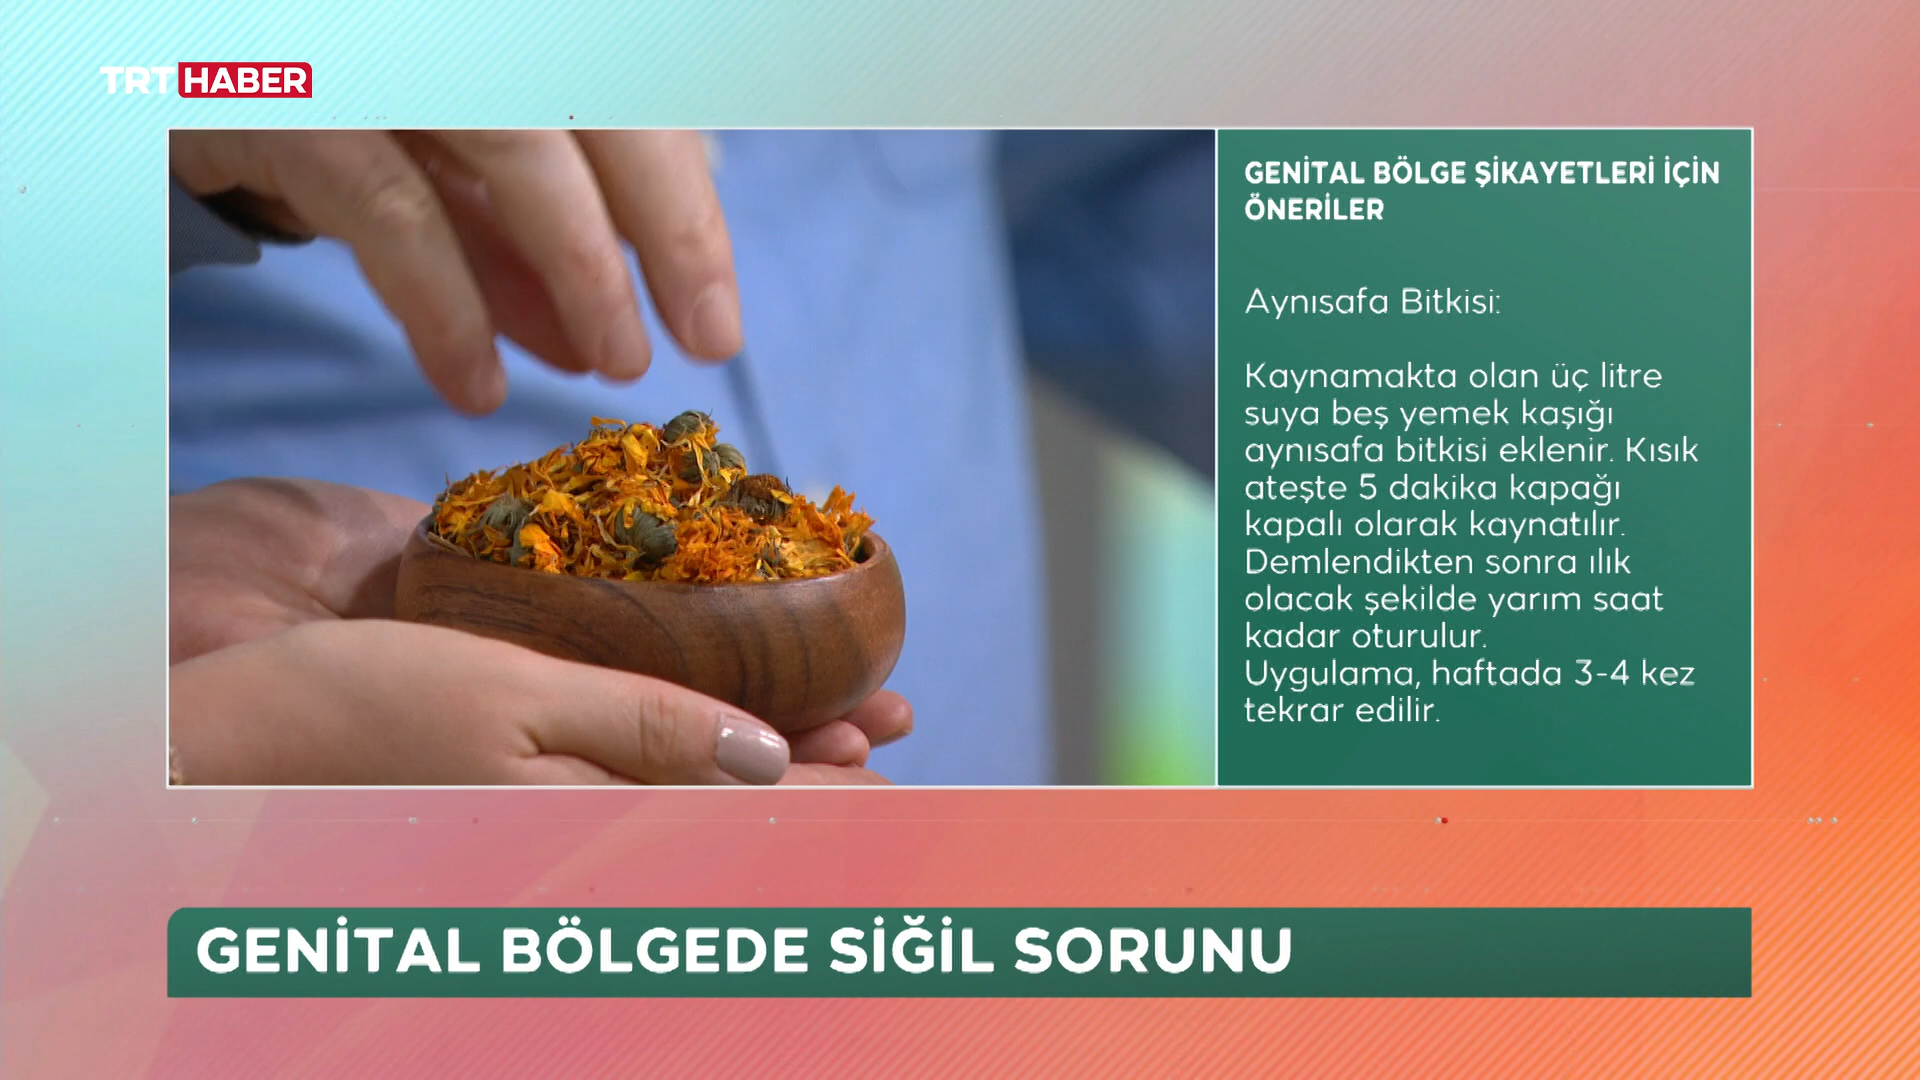 TRT HABER
GENİTAL BÖLGE ŞİKAYETLERİ İÇİN
ÖNERİLER
Aynısafa Bitkisi:
Kaynamakta olan üç litre
suya beş yemek kaşığı
aynısafa bitkisi eklenir. Kısık
ateşte 5 dakika kapağı
kapalı olarak kaynatılır.
Demlendikten sonra ılık
olacak şekilde yarım saat
kadar oturulur.
Uygulama, haftada 3-4 kez
tekrar edilir.
GENİTAL BÖLGEDE SİĞİL SORUNU